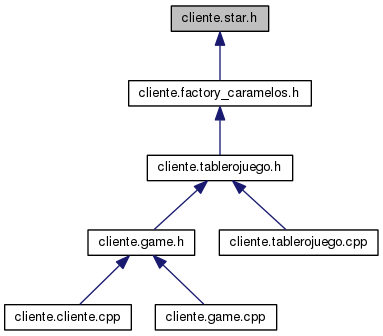 cliente.star.h
cliente.factory_caramelos.h
cliente.tablerojuego.h
cliente.game.h
cliente.tablerojuego.cpp
cliente.cliente.cpp
cliente.game.cpp